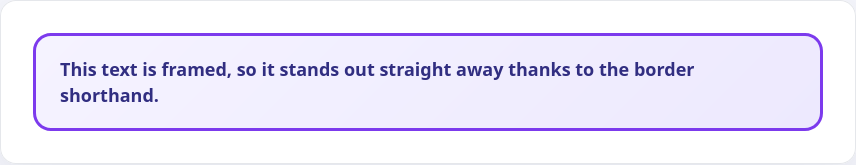 This text is framed, so it stands out straight away thanks to the border
shorthand.